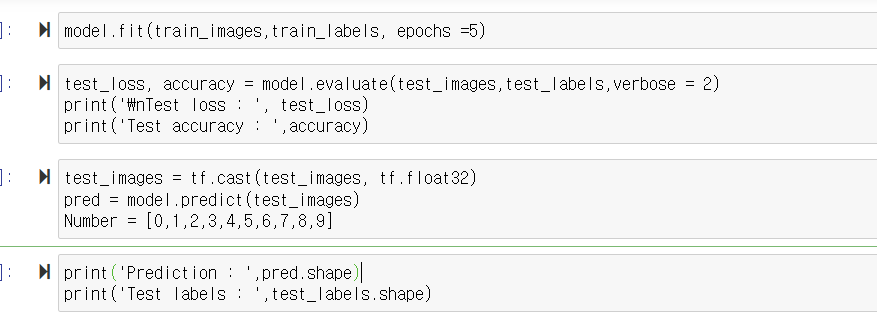 ]: model.fit(train_images,train_labels, epochs =5)
]: test_loss, accuracy = model.evaluate(test_images,test_labels,verbose = 2)
print('₩nTest loss : ', test_loss)
print('Test accuracy : ',accuracy)
]: test_images = tf.cast(test_images, tf.float32)
pred = model.predict(test_images)
Number = [0,1,2,3,4,5,6,7,8,9]
]: print('Prediction : ',pred.shape)
print('Test labels : ',test_labels.shape)